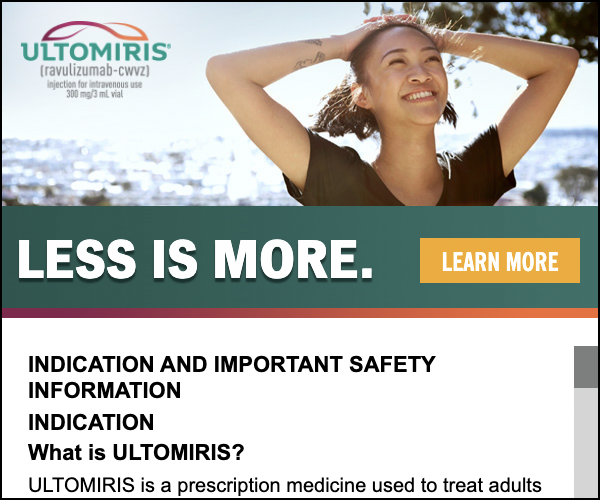 ULTOMIRIS®
(ravulizumab-cwvz)
injection for intravenous use
300 mg/3 mL vial
LESS IS MORE.
LEARN MORE
INDICATION AND IMPORTANT SAFETY
INFORMATION
INDICATION
What is ULTOMIRIS?
ULTOMIRIS is a prescription medicine used to treat adults